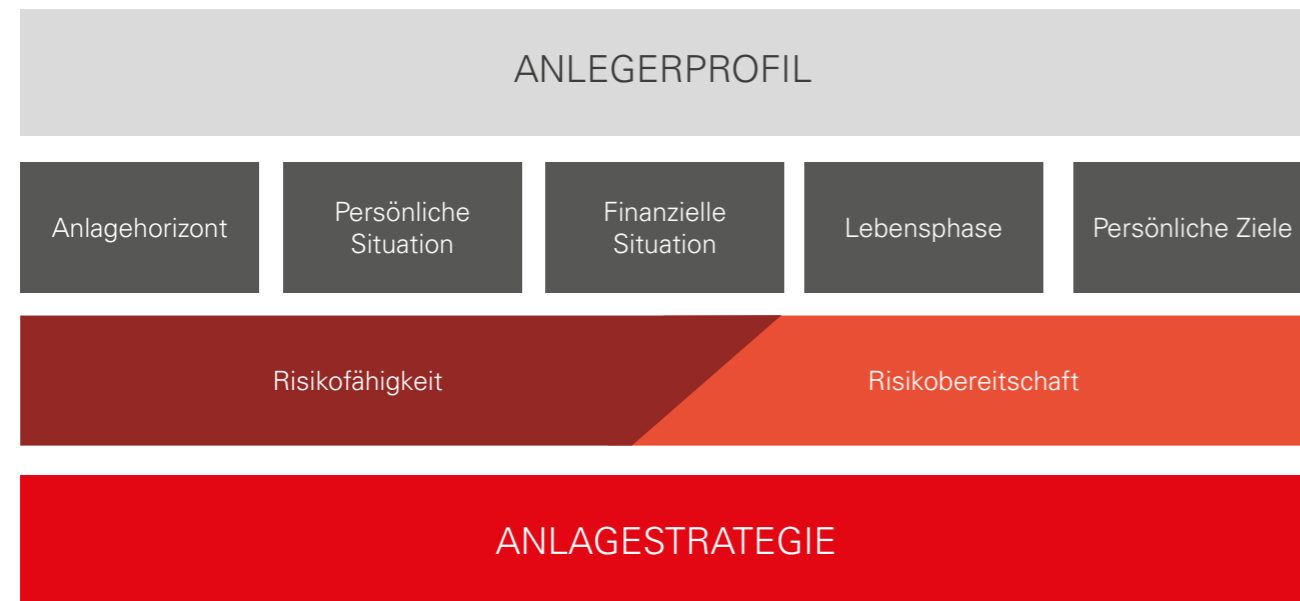 ANLEGERPROFIL
Anlagehorizont
Persönliche
Situation
Finanzielle
Situation
Lebensphase
Persönliche Ziele
Risikofähigkeit
Risikobereitschaft
ANLAGESTRATEGIE